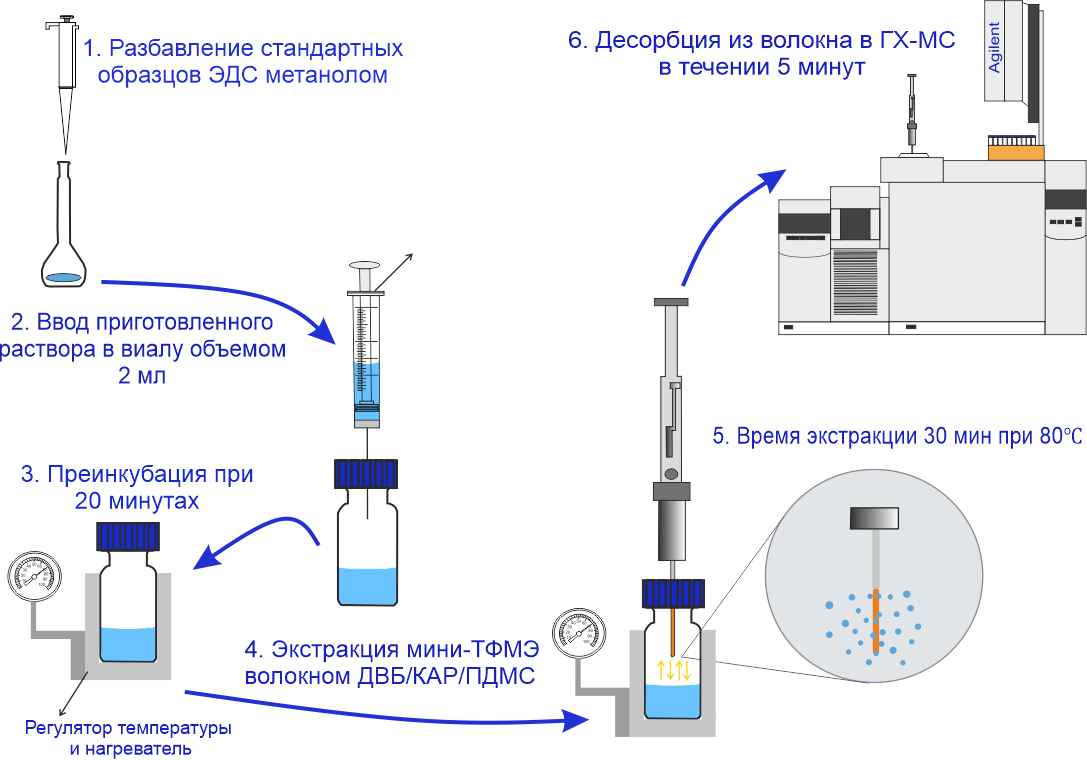 1. Разбавление стандартных
образцов ЭДС метанолом
2. Ввод приготовленного
раствора в виалу объемом
2 мл
3. Преинкубация при
20 минутах
Регулятор температуры
и нагреватель
4. Экстракция мини-ТФМЭ
волокном ДВБ/КАР/ПДМС
5. Время экстракции 30 мин при 80℃
6. Десорбция из волокна в ГХ-МС
в течении 5 минут
Agilent